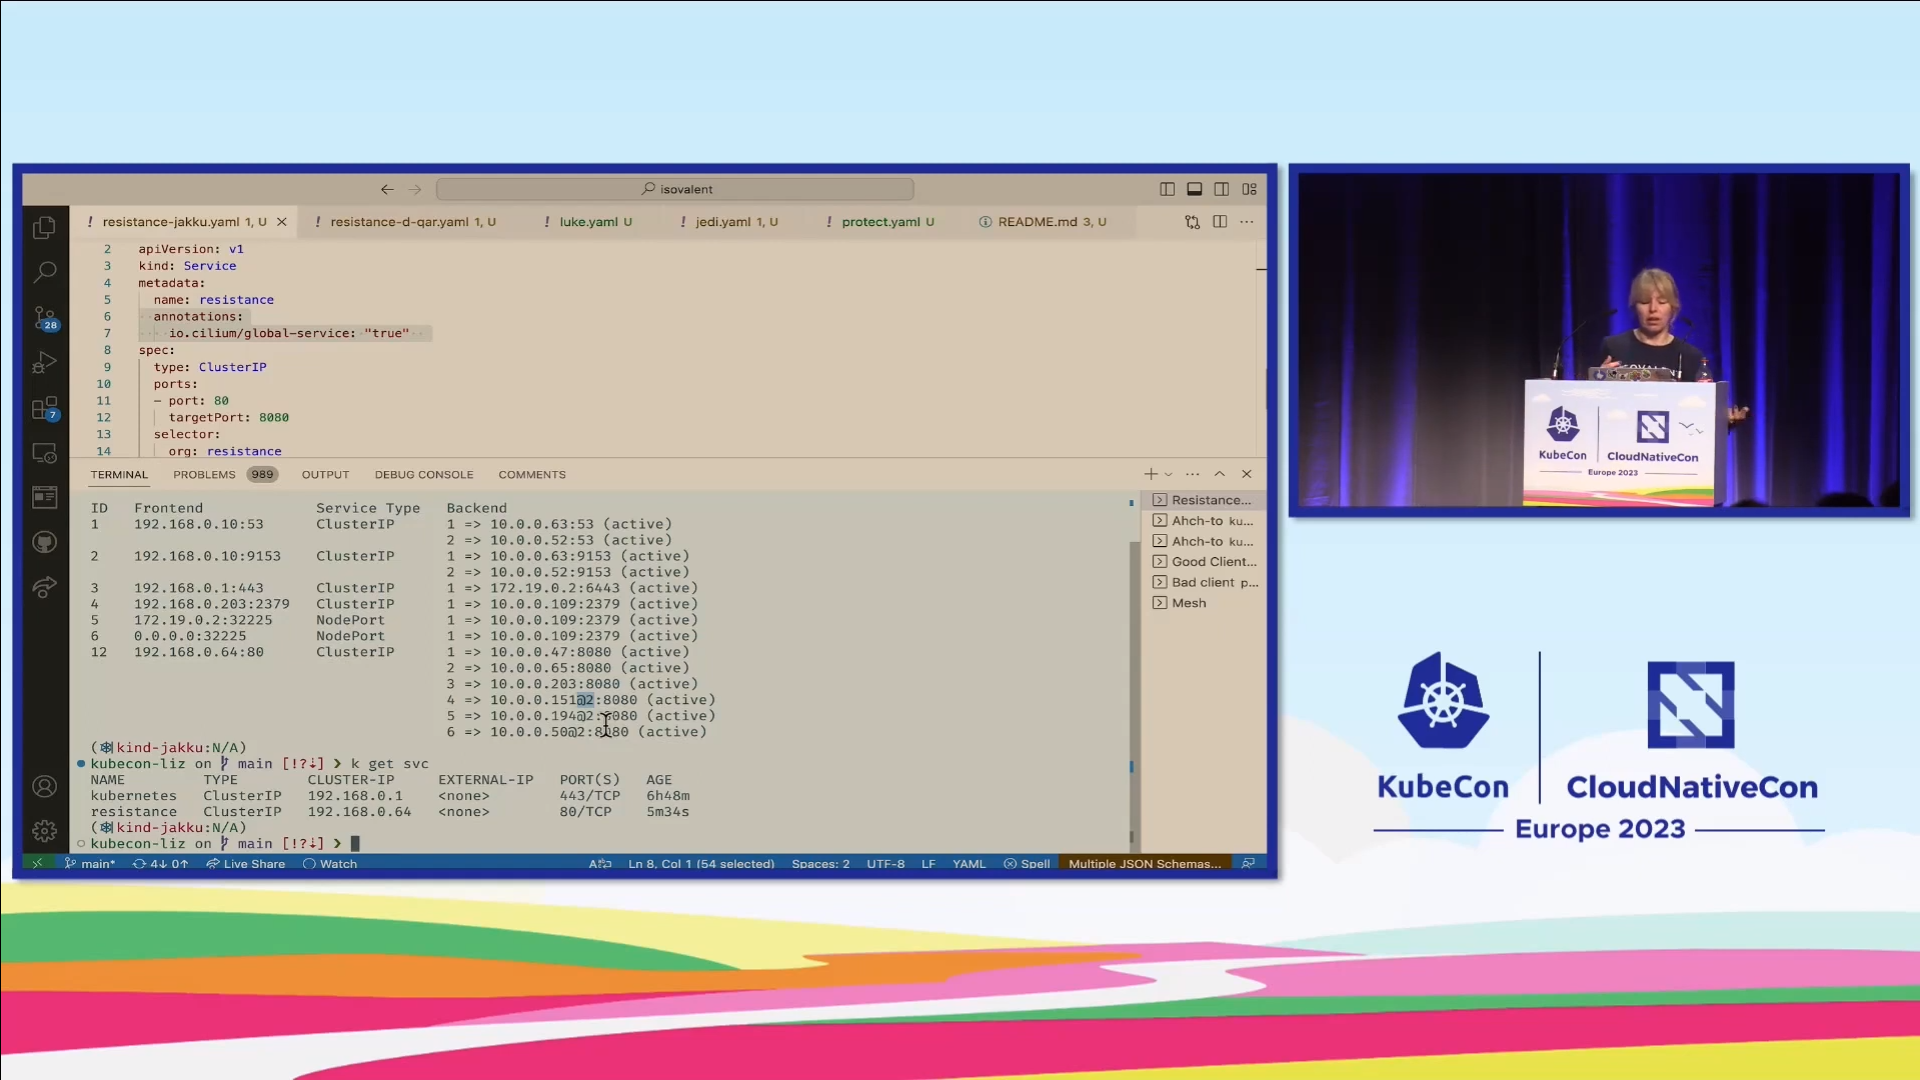 isovalent
! resistance-jakku.yaml 1, U
! resistance-d-qar.yaml 1, U
! luke.yaml U
! jedi.yaml 1, U
! protect.yaml U
README.md 3, U
2 apiVersion: v1
3 kind: Service
4 metadata:
5 name: resistance
6 annotations:
7 io.cilium/global-service: "true"
8 spec:
9 type: ClusterIP
10 ports:
11 - port: 80
12 targetPort: 8080
13 selector:
14 org: resistance
28
7
TERMINAL PROBLEMS 989 OUTPUT DEBUG CONSOLE COMMENTS
ID Frontend Service Type Backend
1 192.168.0.10:53 ClusterIP 1 => 10.0.0.63:53 (active)
2 => 10.0.0.52:53 (active)
2 192.168.0.10:9153 ClusterIP 1 => 10.0.0.63:9153 (active)
2 => 10.0.0.52:9153 (active)
3 192.168.0.1:443 ClusterIP 1 => 172.19.0.2:6443 (active)
4 192.168.0.203:2379 ClusterIP 1 => 10.0.0.109:2379 (active)
5 172.19.0.2:32225 NodePort 1 => 10.0.0.109:2379 (active)
6 0.0.0.0:32225 NodePort 1 => 10.0.0.109:2379 (active)
12 192.168.0.64:80 ClusterIP 1 => 10.0.0.47:8080 (active)
2 => 10.0.0.65:8080 (active)
3 => 10.0.0.203:8080 (active)
4 => 10.0.0.151@2:8080 (active)
5 => 10.0.0.194@2:8080 (active)
6 => 10.0.0.50@2:8080 (active)
(kind-jakku:N/A)
kubecon-liz on main [!?⇣] ❯ k get svc
NAME TYPE CLUSTER-IP EXTERNAL-IP PORT(S) AGE
kubernetes ClusterIP 192.168.0.1 <none> 443/TCP 6h48m
resistance ClusterIP 192.168.0.64 <none> 80/TCP 5m34s
(kind-jakku:N/A)
kubecon-liz on main [!?⇣] ❯
Resistance...
Ahch-to ku...
Ahch-to ku...
Good Client...
Bad client p...
Mesh
main* 4↓ 0↑ Live Share Watch Ln 8, Col 1 (54 selected) Spaces: 2 UTF-8 LF YAML Spell Multiple JSON Schemas...
KubeCon CloudNativeCon
Europe 2023
KubeCon CloudNativeCon
Europe 2023